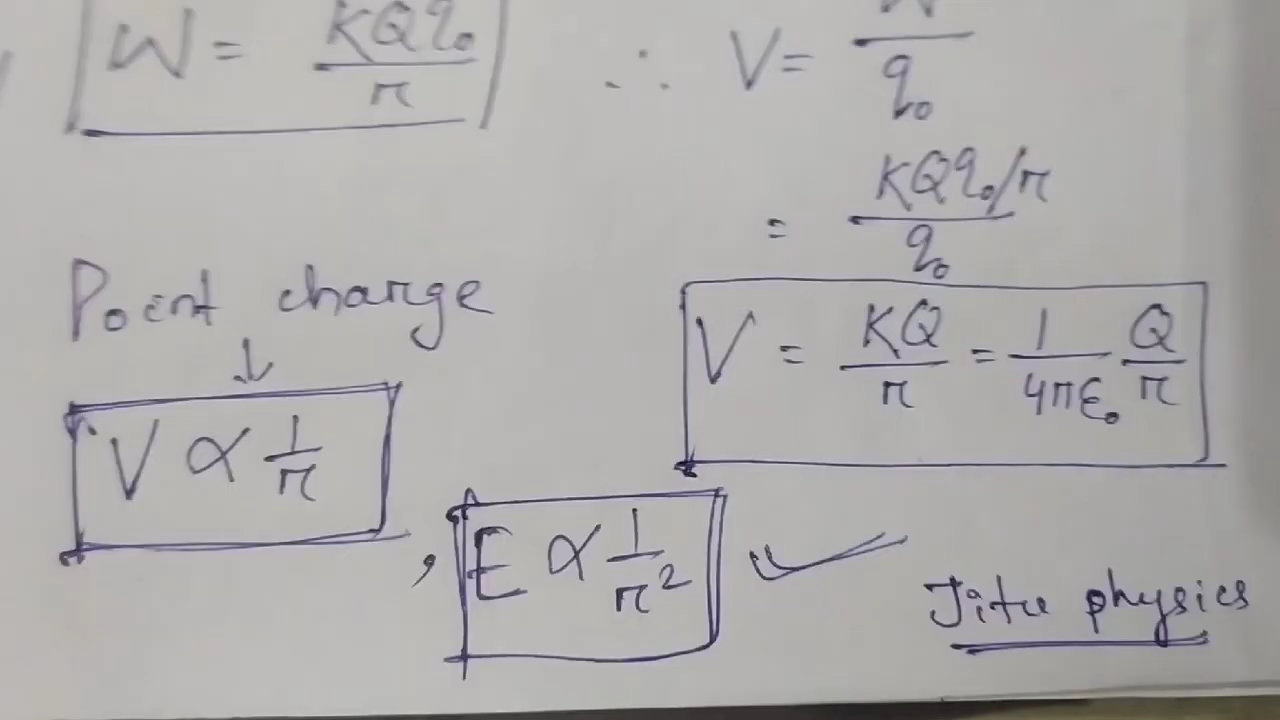 W = KQq₀/r ∴ V = W/q₀
= (KQq₀/r)/q₀
Point charge
↓
V = KQ/r = 1/4πε₀ Q/r
V ∝ 1/r
, E ∝ 1/r² ✓
Jitu physics